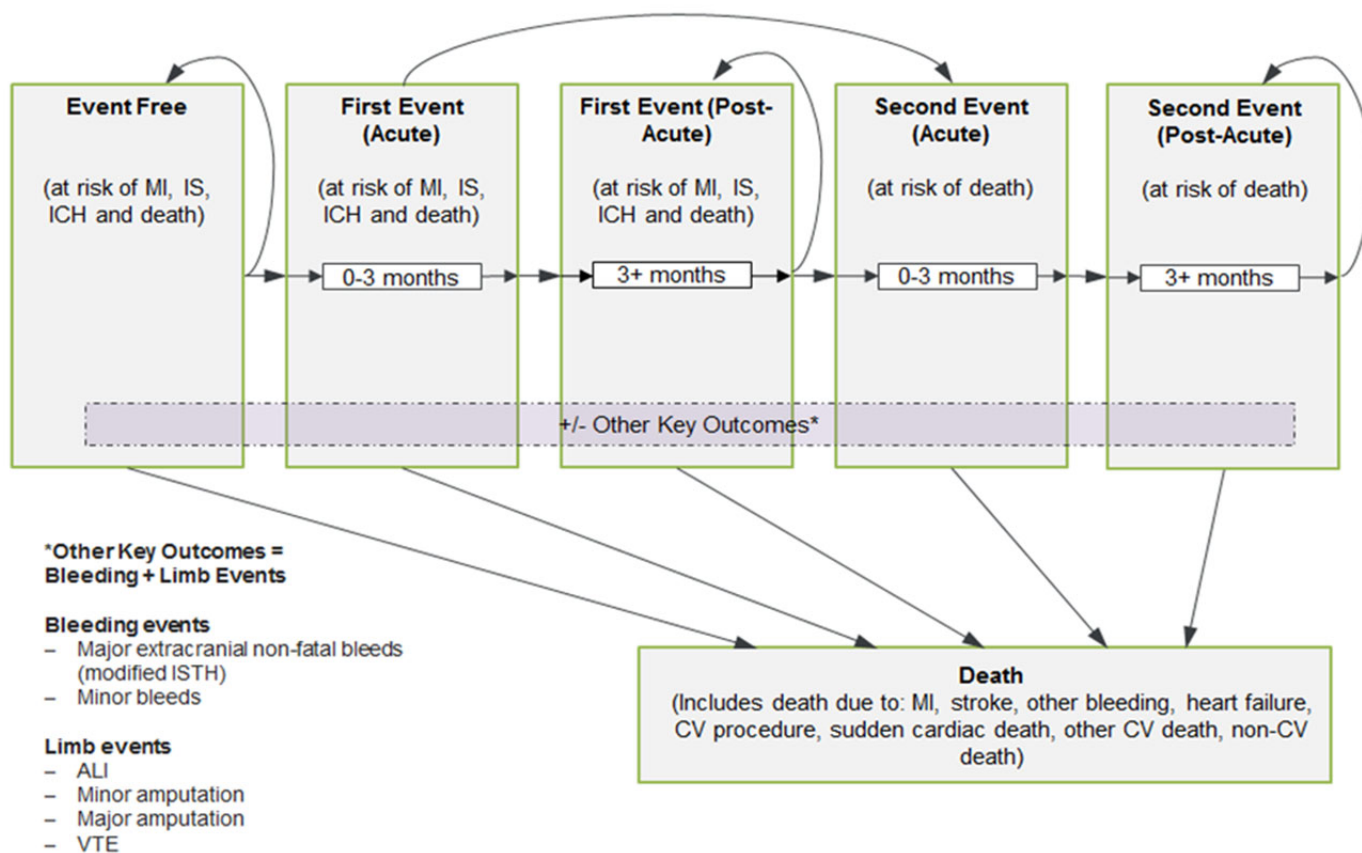 Event Free
(at risk of MI, IS,
ICH and death)
First Event
(Acute)
(at risk of MI, IS,
ICH and death)
0-3 months
First Event (Post-
Acute)
(at risk of MI, IS,
ICH and death)
3+ months
Second Event
(Acute)
(at risk of death)
0-3 months
Second Event
(Post-Acute)
(at risk of death)
3+ months
+/- Other Key Outcomes*
*Other Key Outcomes =
Bleeding + Limb Events
Bleeding events
– Major extracranial non-fatal bleeds
(modified ISTH)
– Minor bleeds
Limb events
– ALI
– Minor amputation
– Major amputation
– VTE
Death
(Includes death due to: MI, stroke, other bleeding, heart failure,
CV procedure, sudden cardiac death, other CV death, non-CV
death)